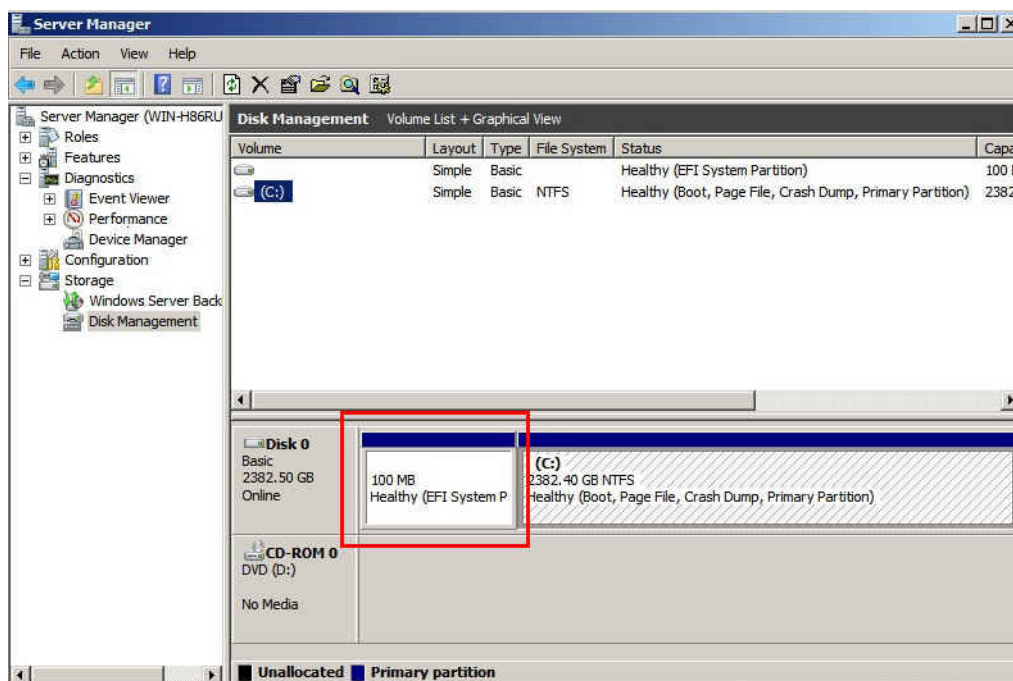 Server Manager
File Action View Help
Server Manager (WIN-H86RU
Roles
Features
Diagnostics
Event Viewer
Performance
Device Manager
Configuration
Storage
Windows Server Back
Disk Management
Disk Management Volume List + Graphical View
Volume Layout Type File System Status Capa
Simple Basic Healthy (EFI System Partition) 100
(C:) Simple Basic NTFS Healthy (Boot, Page File, Crash Dump, Primary Partition) 2382
Disk 0
Basic
2382.50 GB
Online
100 MB
Healthy (EFI System P
(C:)
2382.40 GB NTFS
Healthy (Boot, Page File, Crash Dump, Primary Partition)
CD-ROM 0
DVD (D:)
No Media
Unallocated Primary partition